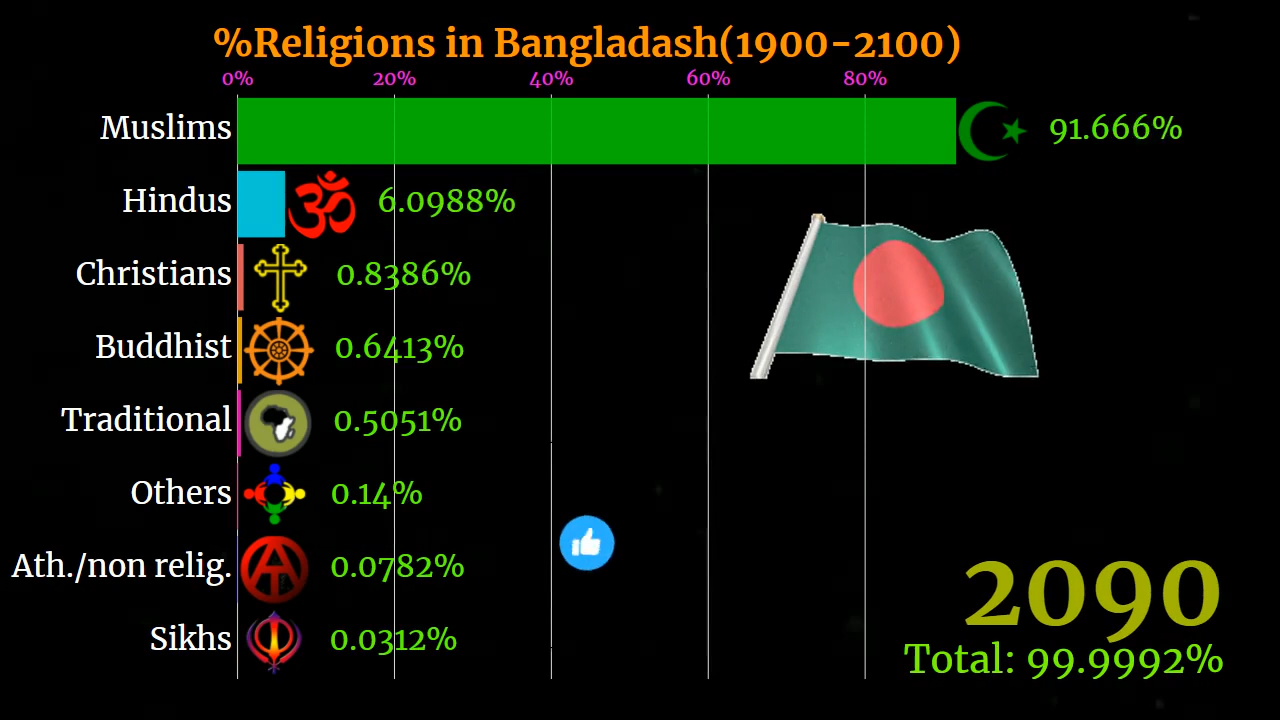 %Religions in Bangladash(1900-2100)
0% 20% 40% 60% 80%
Muslims 91.666%
Hindus ॐ 6.0988%
Christians 0.8386%
Buddhist 0.6413%
Traditional 0.5051%
Others 0.14%
Ath./non relig. 0.0782%
Sikhs 0.0312%
2090
Total: 99.9992%